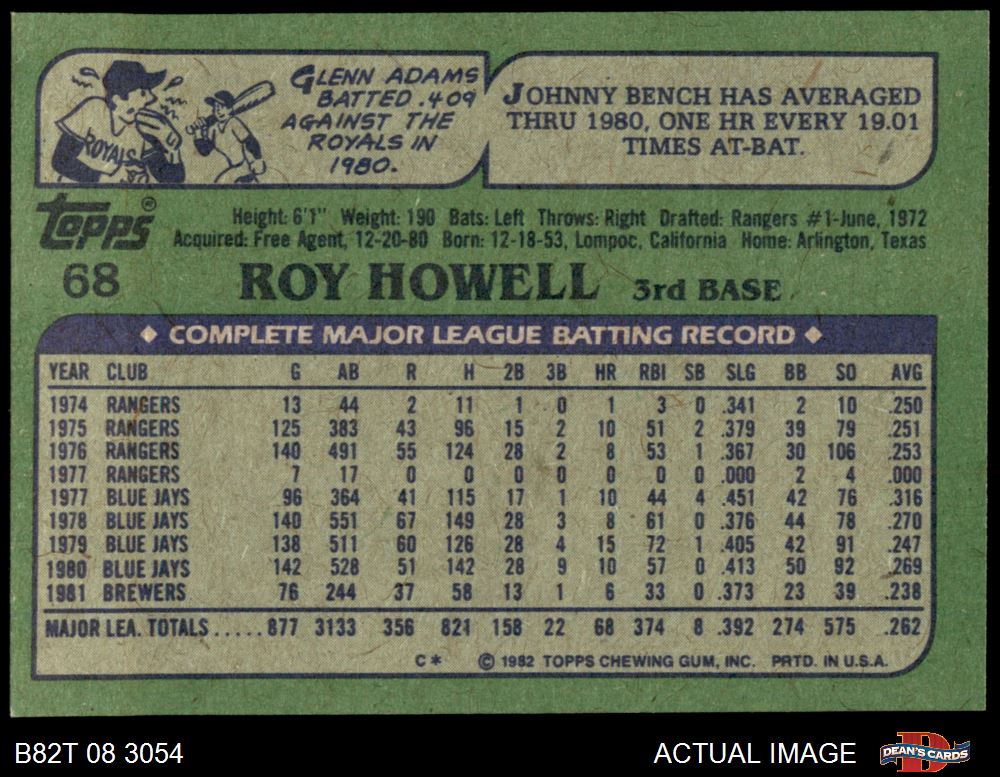 GLENN ADAMS
BATTED .409
AGAINST THE
ROYALS IN
1980.
ROYALS
JOHNNY BENCH HAS AVERAGED
THRU 1980, ONE HR EVERY 19.01
TIMES AT-BAT.
TOPPS®
Height: 6'1" Weight: 190 Bats: Left Throws: Right Drafted: Rangers #1-June, 1972
Acquired: Free Agent, 12-20-80 Born: 12-18-53, Lompoc, California Home: Arlington, Texas
68 ROY HOWELL 3rd BASE
◆ COMPLETE MAJOR LEAGUE BATTING RECORD ◆
YEAR CLUB G AB R H 2B 3B HR RBI SB SLG BB SO AVG
1974 RANGERS 13 44 2 11 1 0 1 3 0 .341 2 10 .250
1975 RANGERS 125 383 43 96 15 2 10 51 2 .379 39 79 .251
1976 RANGERS 140 491 55 124 28 2 8 53 1 .367 30 106 .253
1977 RANGERS 7 17 0 0 0 0 0 0 0 .000 2 4 .000
1977 BLUE JAYS 96 364 41 115 17 1 10 44 4 .451 42 76 .316
1978 BLUE JAYS 140 551 67 149 28 3 8 61 0 .376 44 78 .270
1979 BLUE JAYS 138 511 60 126 28 4 15 72 1 .405 42 91 .247
1980 BLUE JAYS 142 528 51 142 28 9 10 57 0 .413 50 92 .269
1981 BREWERS 76 244 37 58 13 1 6 33 0 .373 23 39 .238
MAJOR LEA. TOTALS.....877 3133 356 821 158 22 68 374 8 .392 274 575 .262
C* © 1982 TOPPS CHEWING GUM, INC. PRTD. IN U.S.A.
B82T 08 3054
ACTUAL IMAGE
DEAN'S CARDS